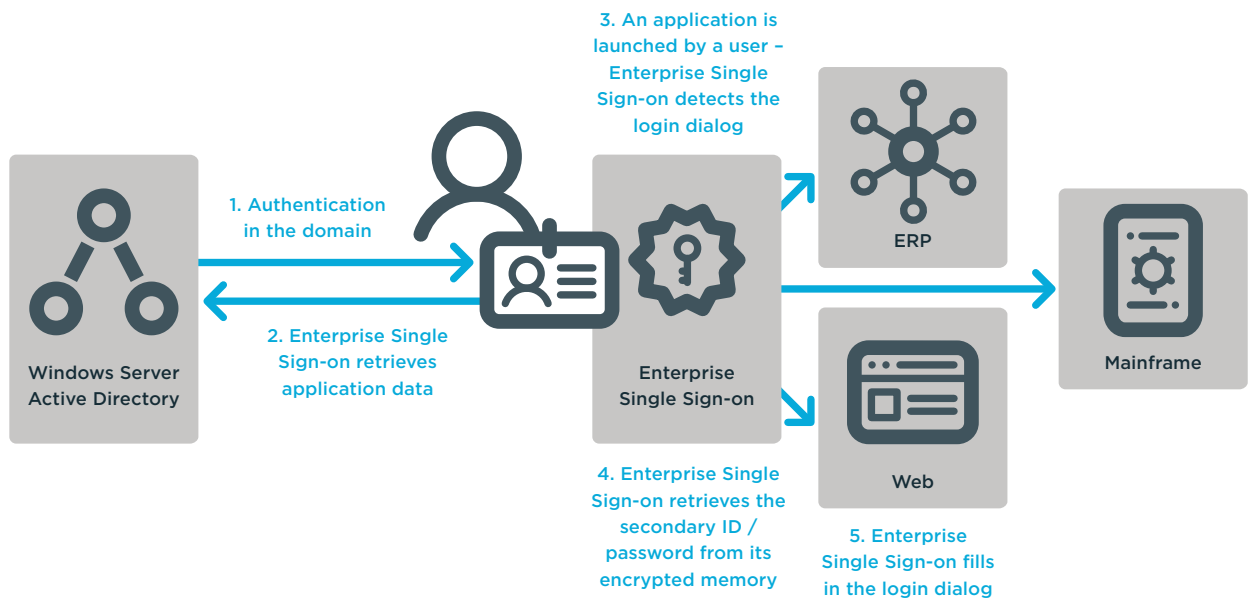 3. An application is
launched by a user –
Enterprise Single
Sign-on detects the
login dialog
1. Authentication
in the domain
ERP
2. Enterprise Single
Sign-on retrieves
application data
Windows Server
Active Directory
Enterprise
Single Sign-on
Mainframe
4. Enterprise Single
Sign-on retrieves the
secondary ID /
password from its
encrypted memory
Web
5. Enterprise
Single Sign-on fills
in the login dialog